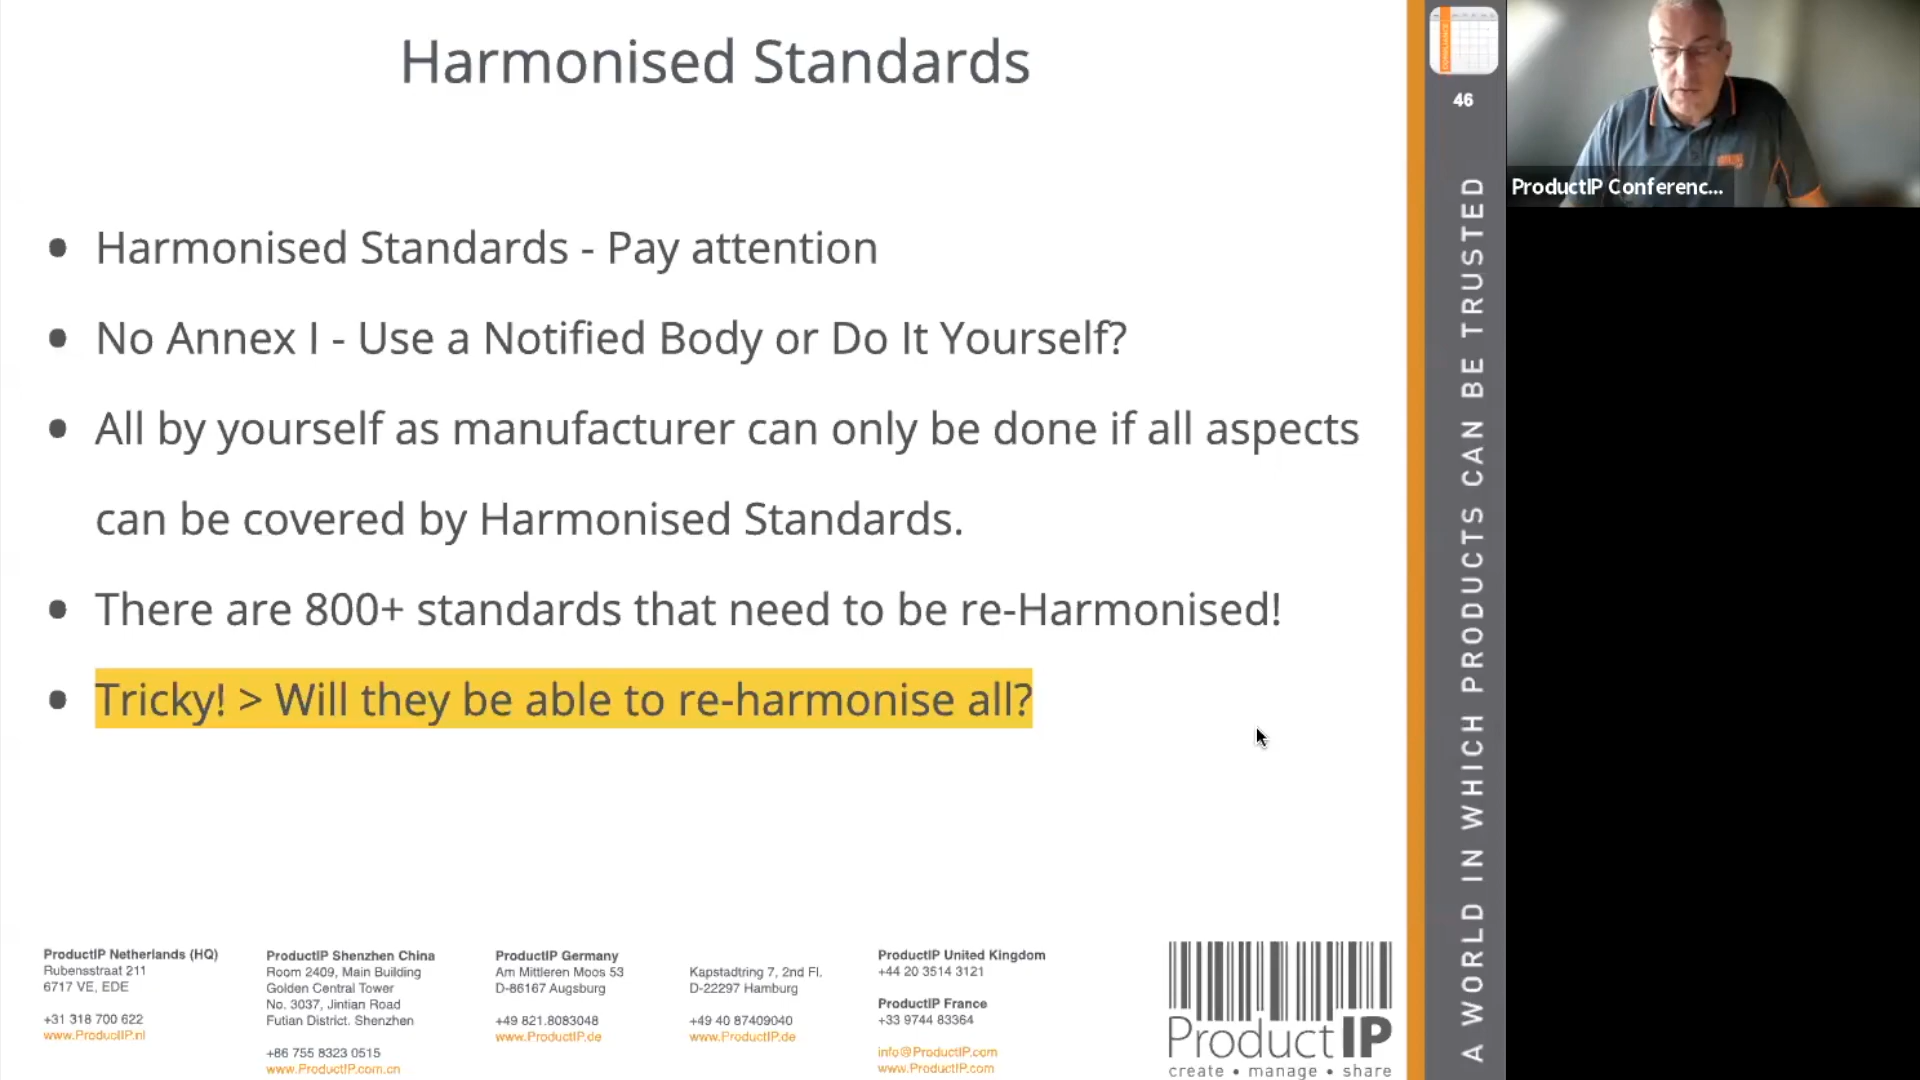 Harmonised Standards
• Harmonised Standards - Pay attention
• No Annex I - Use a Notified Body or Do It Yourself?
• All by yourself as manufacturer can only be done if all aspects
can be covered by Harmonised Standards.
• There are 800+ standards that need to be re-Harmonised!
• Tricky! > Will they be able to re-harmonise all?
ProductIP Netherlands (HQ)
Rubensstraat 211
6717 VE, EDE
+31 318 700 622
www.ProductIP.nl
ProductIP Shenzhen China
Room 2409, Main Building
Golden Central Tower
No. 3037, Jintian Road
Futian District. Shenzhen
+86 755 8323 0515
www.ProductIP.com.cn
ProductIP Germany
Am Mittleren Moos 53
D-86167 Augsburg
+49 821.8083048
www.ProductIP.de
Kapstadtring 7, 2nd Fl.
D-22297 Hamburg
+49 40 87409040
www.ProductIP.de
ProductIP United Kingdom
+44 20 3514 3121
ProductIP France
+33 9744 83364
info@ProductIP.com
www.ProductIP.com
ProductIP
create • manage • share
46
A WORLD IN WHICH PRODUCTS CAN BE TRUSTED
ProductIP Conferenc...